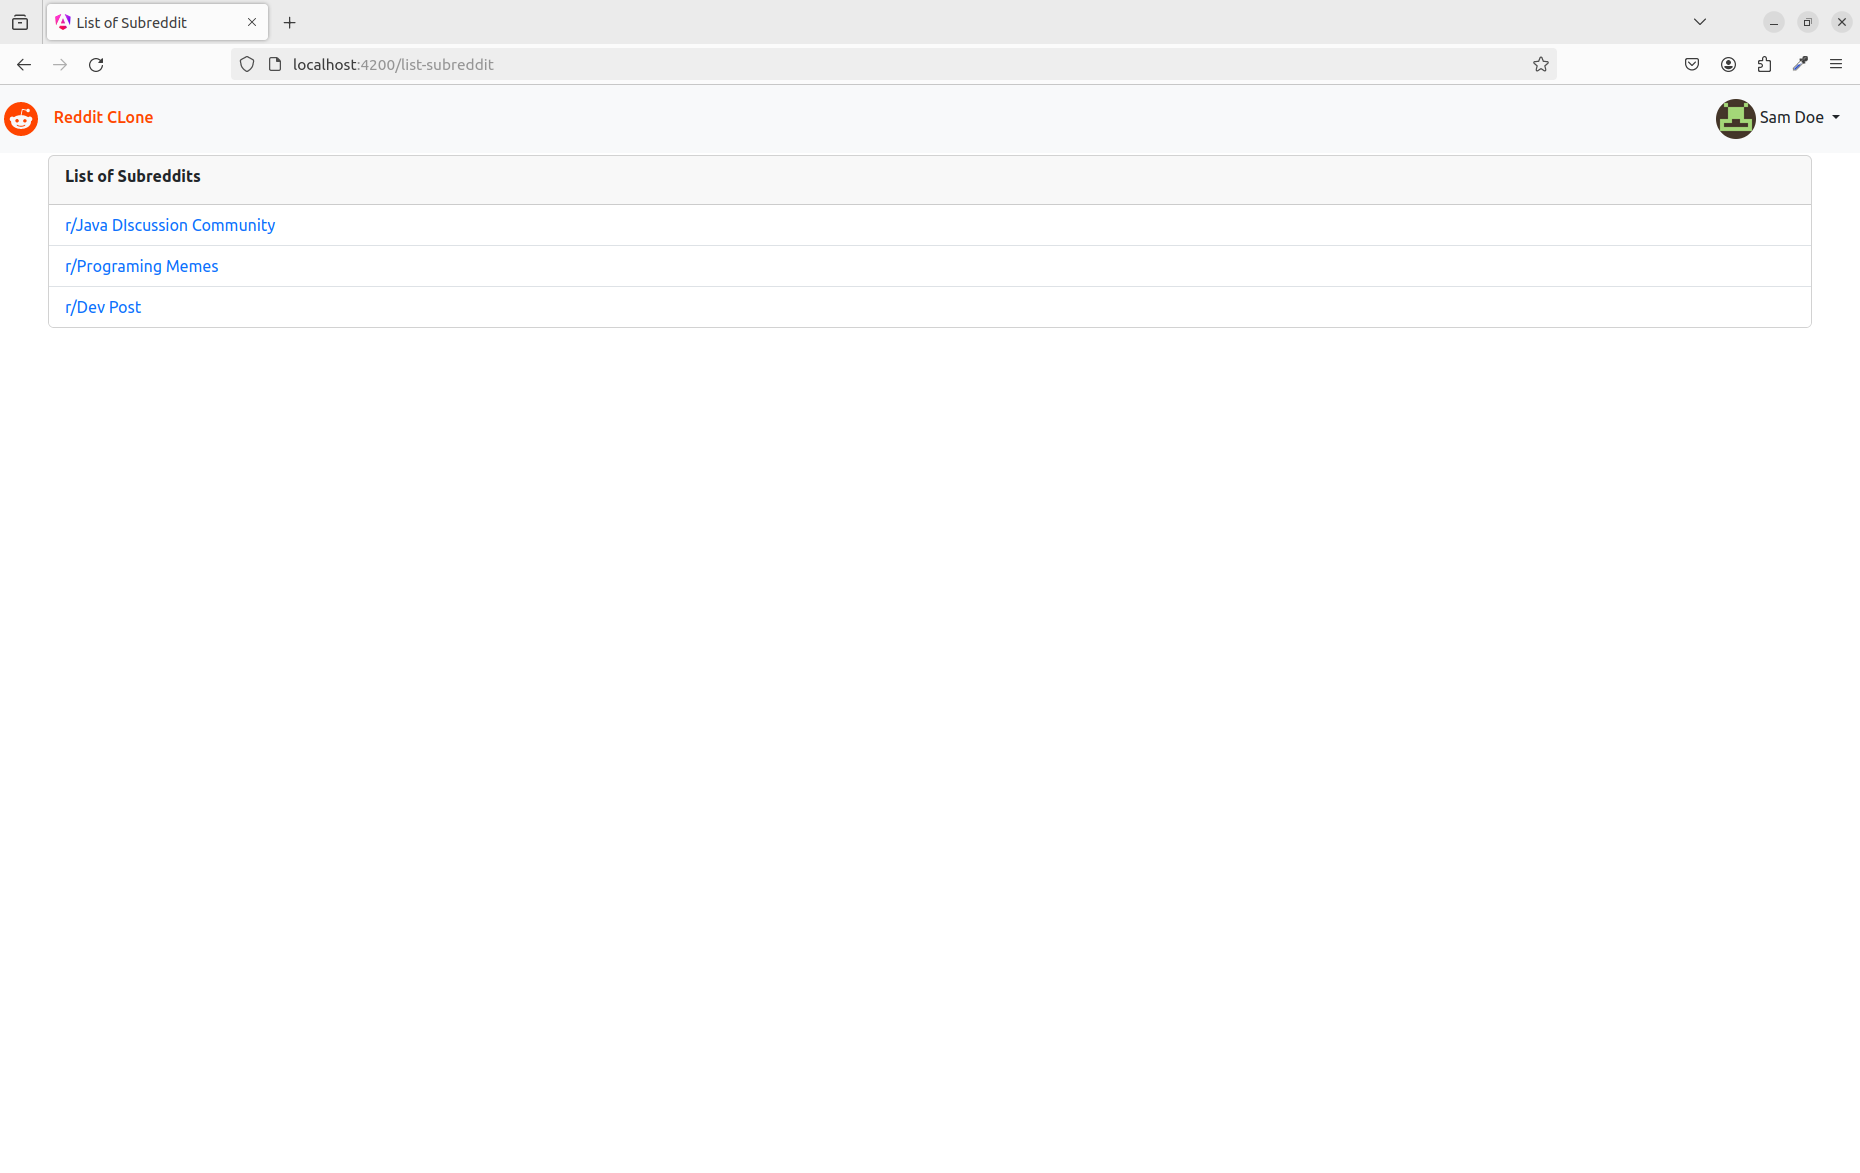 List of Subreddit
localhost:4200/list-subreddit
Reddit CLone
Sam Doe
List of Subreddits
r/Java DIscussion Community
r/Programing Memes
r/Dev Post